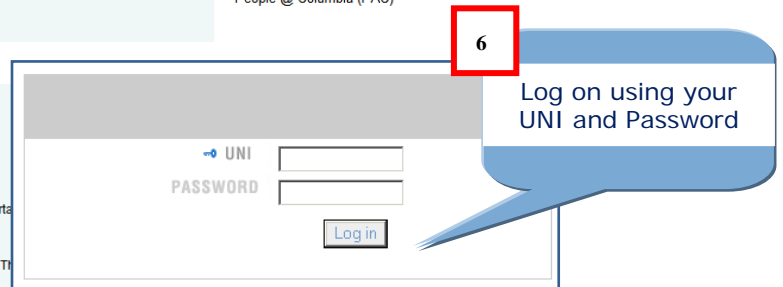 People @ Columbia (PAC)
6
Log on using your
UNI and Password
UNI
PASSWORD
Log in